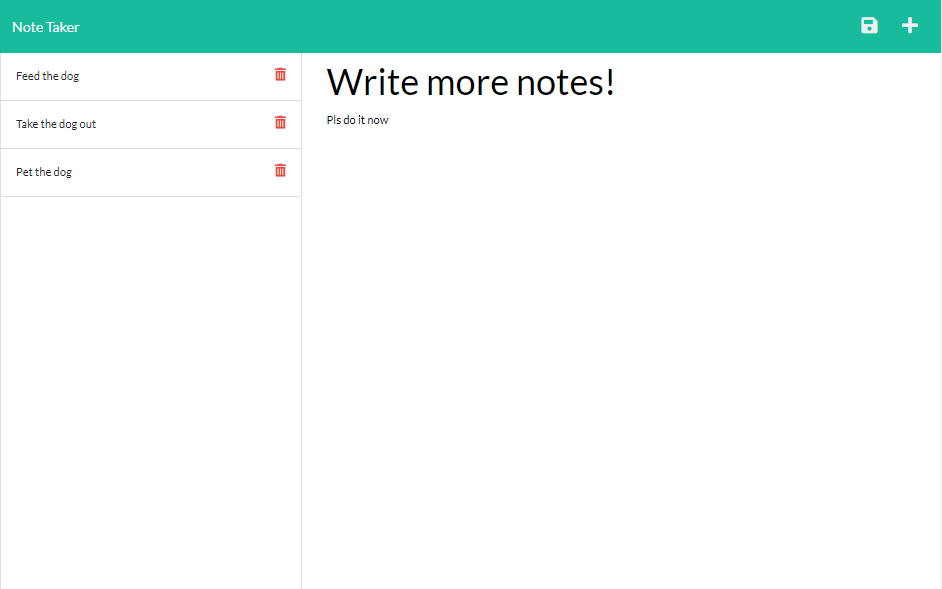 Note Taker
Feed the dog
Take the dog out
Pet the dog
Write more notes!
Pls do it now